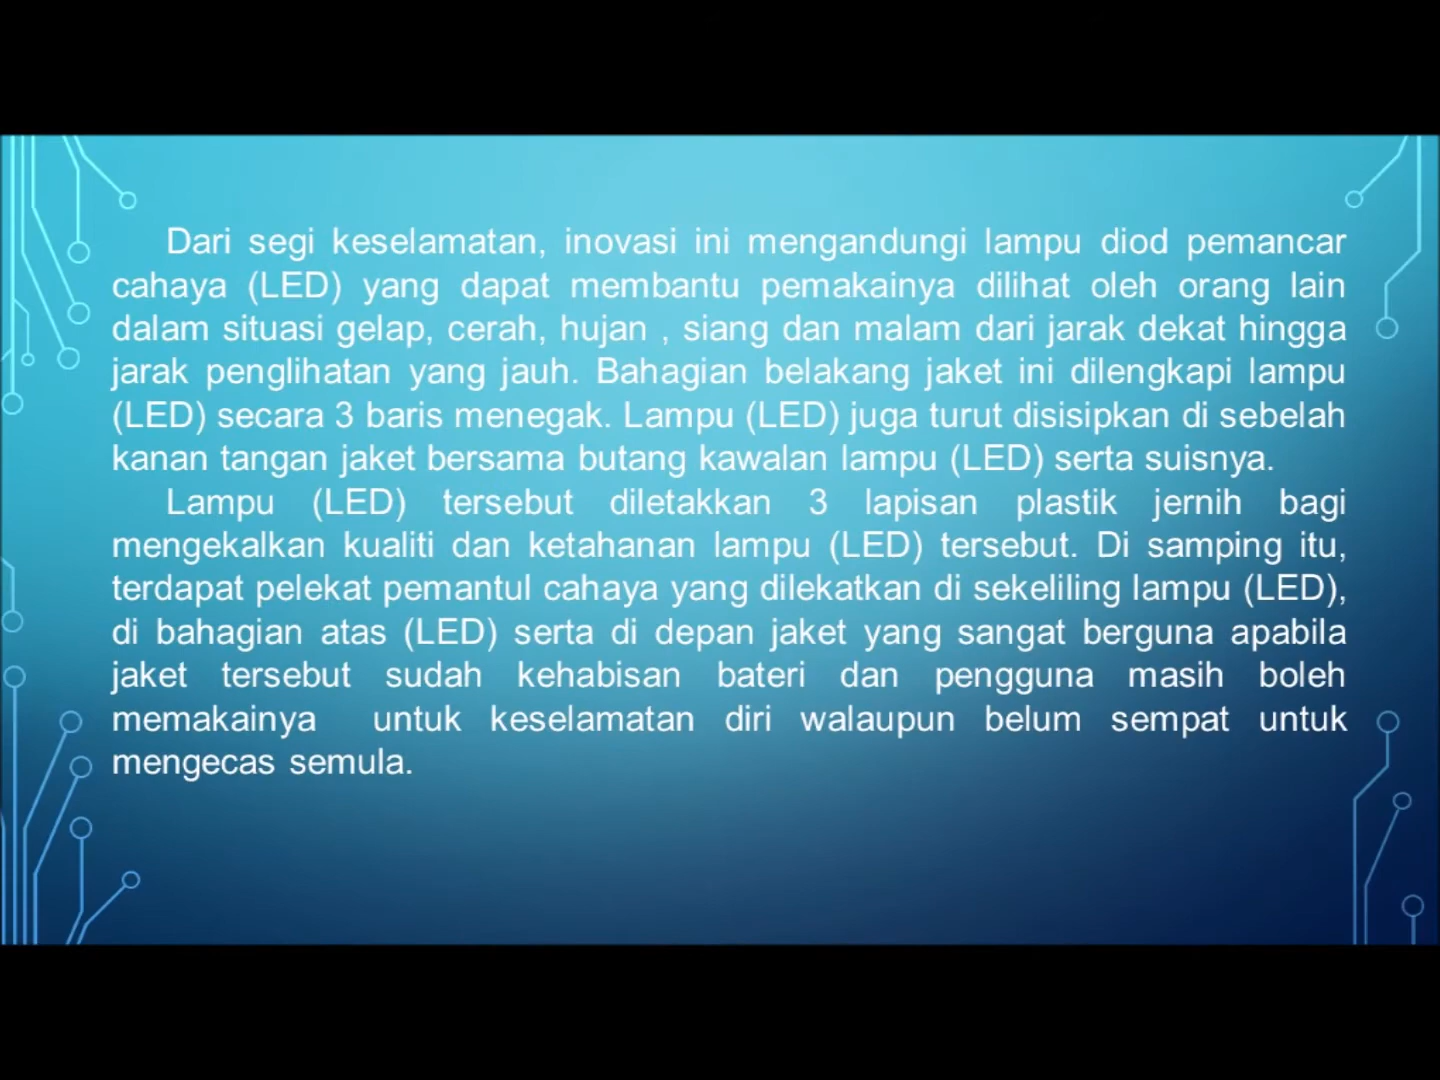 Dari segi keselamatan, inovasi ini mengandungi lampu diod pemancar
cahaya (LED) yang dapat membantu pemakainya dilihat oleh orang lain
dalam situasi gelap, cerah, hujan , siang dan malam dari jarak dekat hingga
jarak penglihatan yang jauh. Bahagian belakang jaket ini dilengkapi lampu
(LED) secara 3 baris menegak. Lampu (LED) juga turut disisipkan di sebelah
kanan tangan jaket bersama butang kawalan lampu (LED) serta suisnya.
Lampu (LED) tersebut diletakkan 3 lapisan plastik jernih bagi
mengekalkan kualiti dan ketahanan lampu (LED) tersebut. Di samping itu,
terdapat pelekat pemantul cahaya yang dilekatkan di sekeliling lampu (LED),
di bahagian atas (LED) serta di depan jaket yang sangat berguna apabila
jaket tersebut sudah kehabisan bateri dan pengguna masih boleh
memakainya untuk keselamatan diri walaupun belum sempat untuk
mengecas semula.